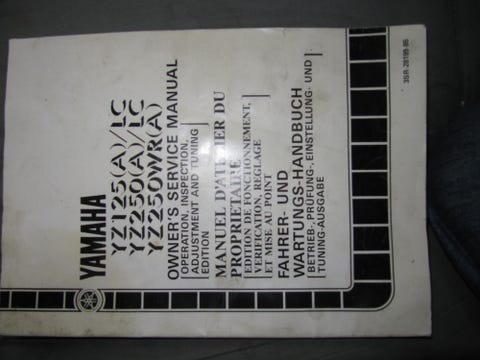 YAMAHA
YZ125(A)/LC
YZ250(A)/LC
YZ250WR(A)
OWNER'S SERVICE MANUAL
[OPERATION, INSPECTION,
ADJUSTMENT AND TUNING
EDITION]
MANUEL D'ATELIER DU
PROPRIETAIRE
[EDITION DE FONCTIONNEMENT,
VERIFICATION, REGLAGE
ET MISE AU POINT]
FAHRER- UND
WARTUNGS-HANDBUCH
[BETRIEB-, PRÜFUNG-, EINSTELLUNG- UND
TUNING-AUSGABE]